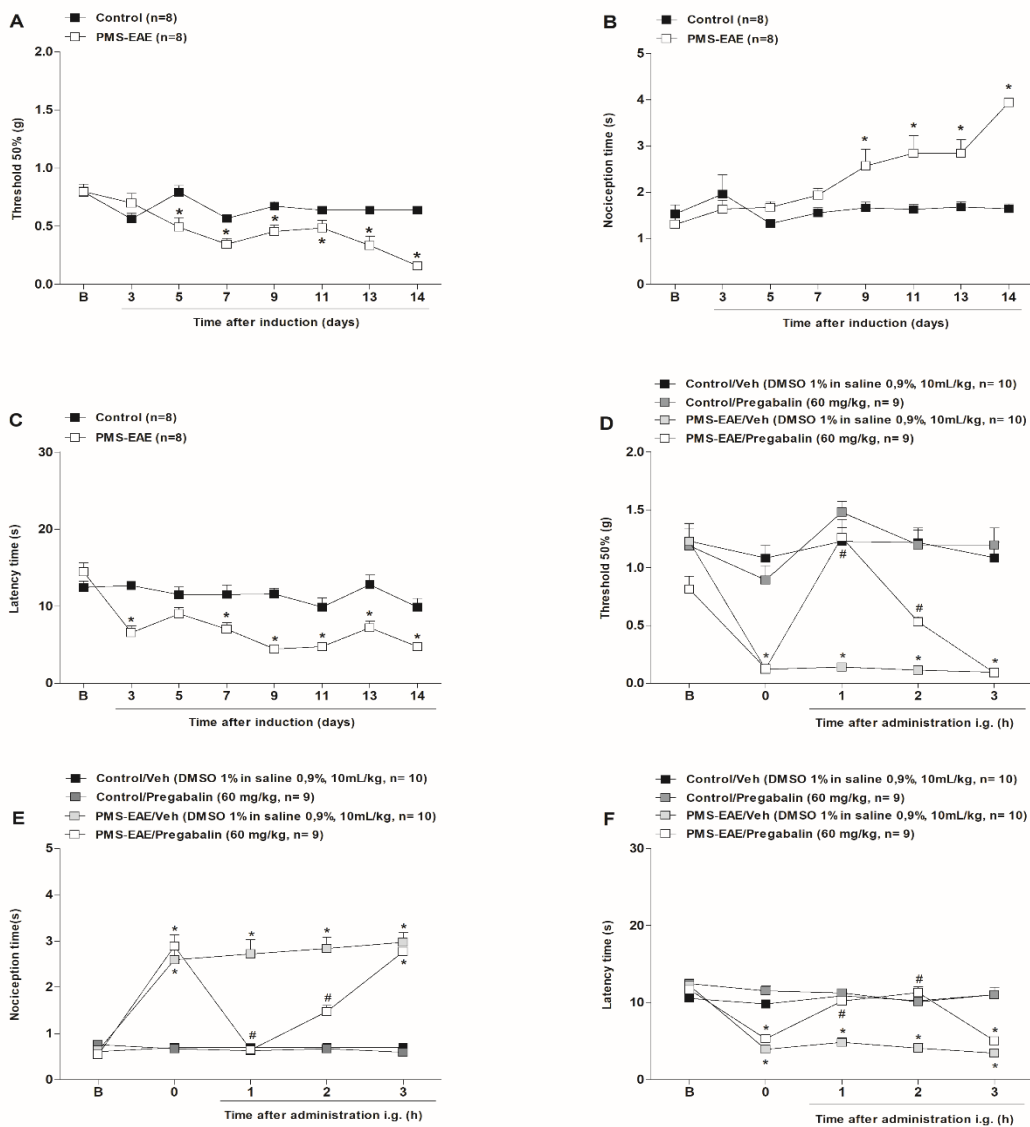 A
Control (n=8)
PMS-EAE (n=8)
2.0
1.5
1.0
0.5
0.0
Threshold 50% (g)
*
*
*
*
*
*
B 3 5 7 9 11 13 14
Time after induction (days)
B
Control (n=8)
PMS-EAE (n=8)
5
4
3
2
1
0
Nociception time (s)
*
*
*
*
B 3 5 7 9 11 13 14
Time after induction (days)
C
Control (n=8)
PMS-EAE (n=8)
30
20
10
0
Latency time (s)
*
*
*
*
*
*
B 3 5 7 9 11 13 14
Time after induction (days)
Control/Veh (DMSO 1% in saline 0,9%, 10mL/kg, n= 10)
D
Control/Pregabalin (60 mg/kg, n= 9)
PMS-EAE/Veh (DMSO 1% in saline 0,9%, 10mL/kg, n= 10)
PMS-EAE/Pregabalin (60 mg/kg, n= 9)
2.0
1.5
1.0
0.5
0.0
Threshold 50% (g)
#
#
*
*
*
*
B 0 1 2 3
Time after administration i.g. (h)
Control/Veh (DMSO 1% in saline 0,9%, 10mL/kg, n= 10)
Control/Pregabalin (60 mg/kg, n= 9)
E
PMS-EAE/Veh (DMSO 1% in saline 0,9%, 10mL/kg, n= 10)
PMS-EAE/Pregabalin (60 mg/kg, n= 9)
5
4
3
2
1
0
Nociception time(s)
*
*
*
*
*
*
#
#
B 0 1 2 3
Time after administration i.g. (h)
Control/Veh (DMSO 1% in saline 0,9%, 10mL/kg, n= 10)
F
Control/Pregabalin (60 mg/kg, n= 9)
PMS-EAE/Veh (DMSO 1% in saline 0,9%, 10mL/kg, n= 10)
PMS-EAE/Pregabalin (60 mg/kg, n= 9)
30
20
10
0
Latency time (s)
#
#
*
*
*
*
*
*
B 0 1 2 3
Time after administration i.g. (h)